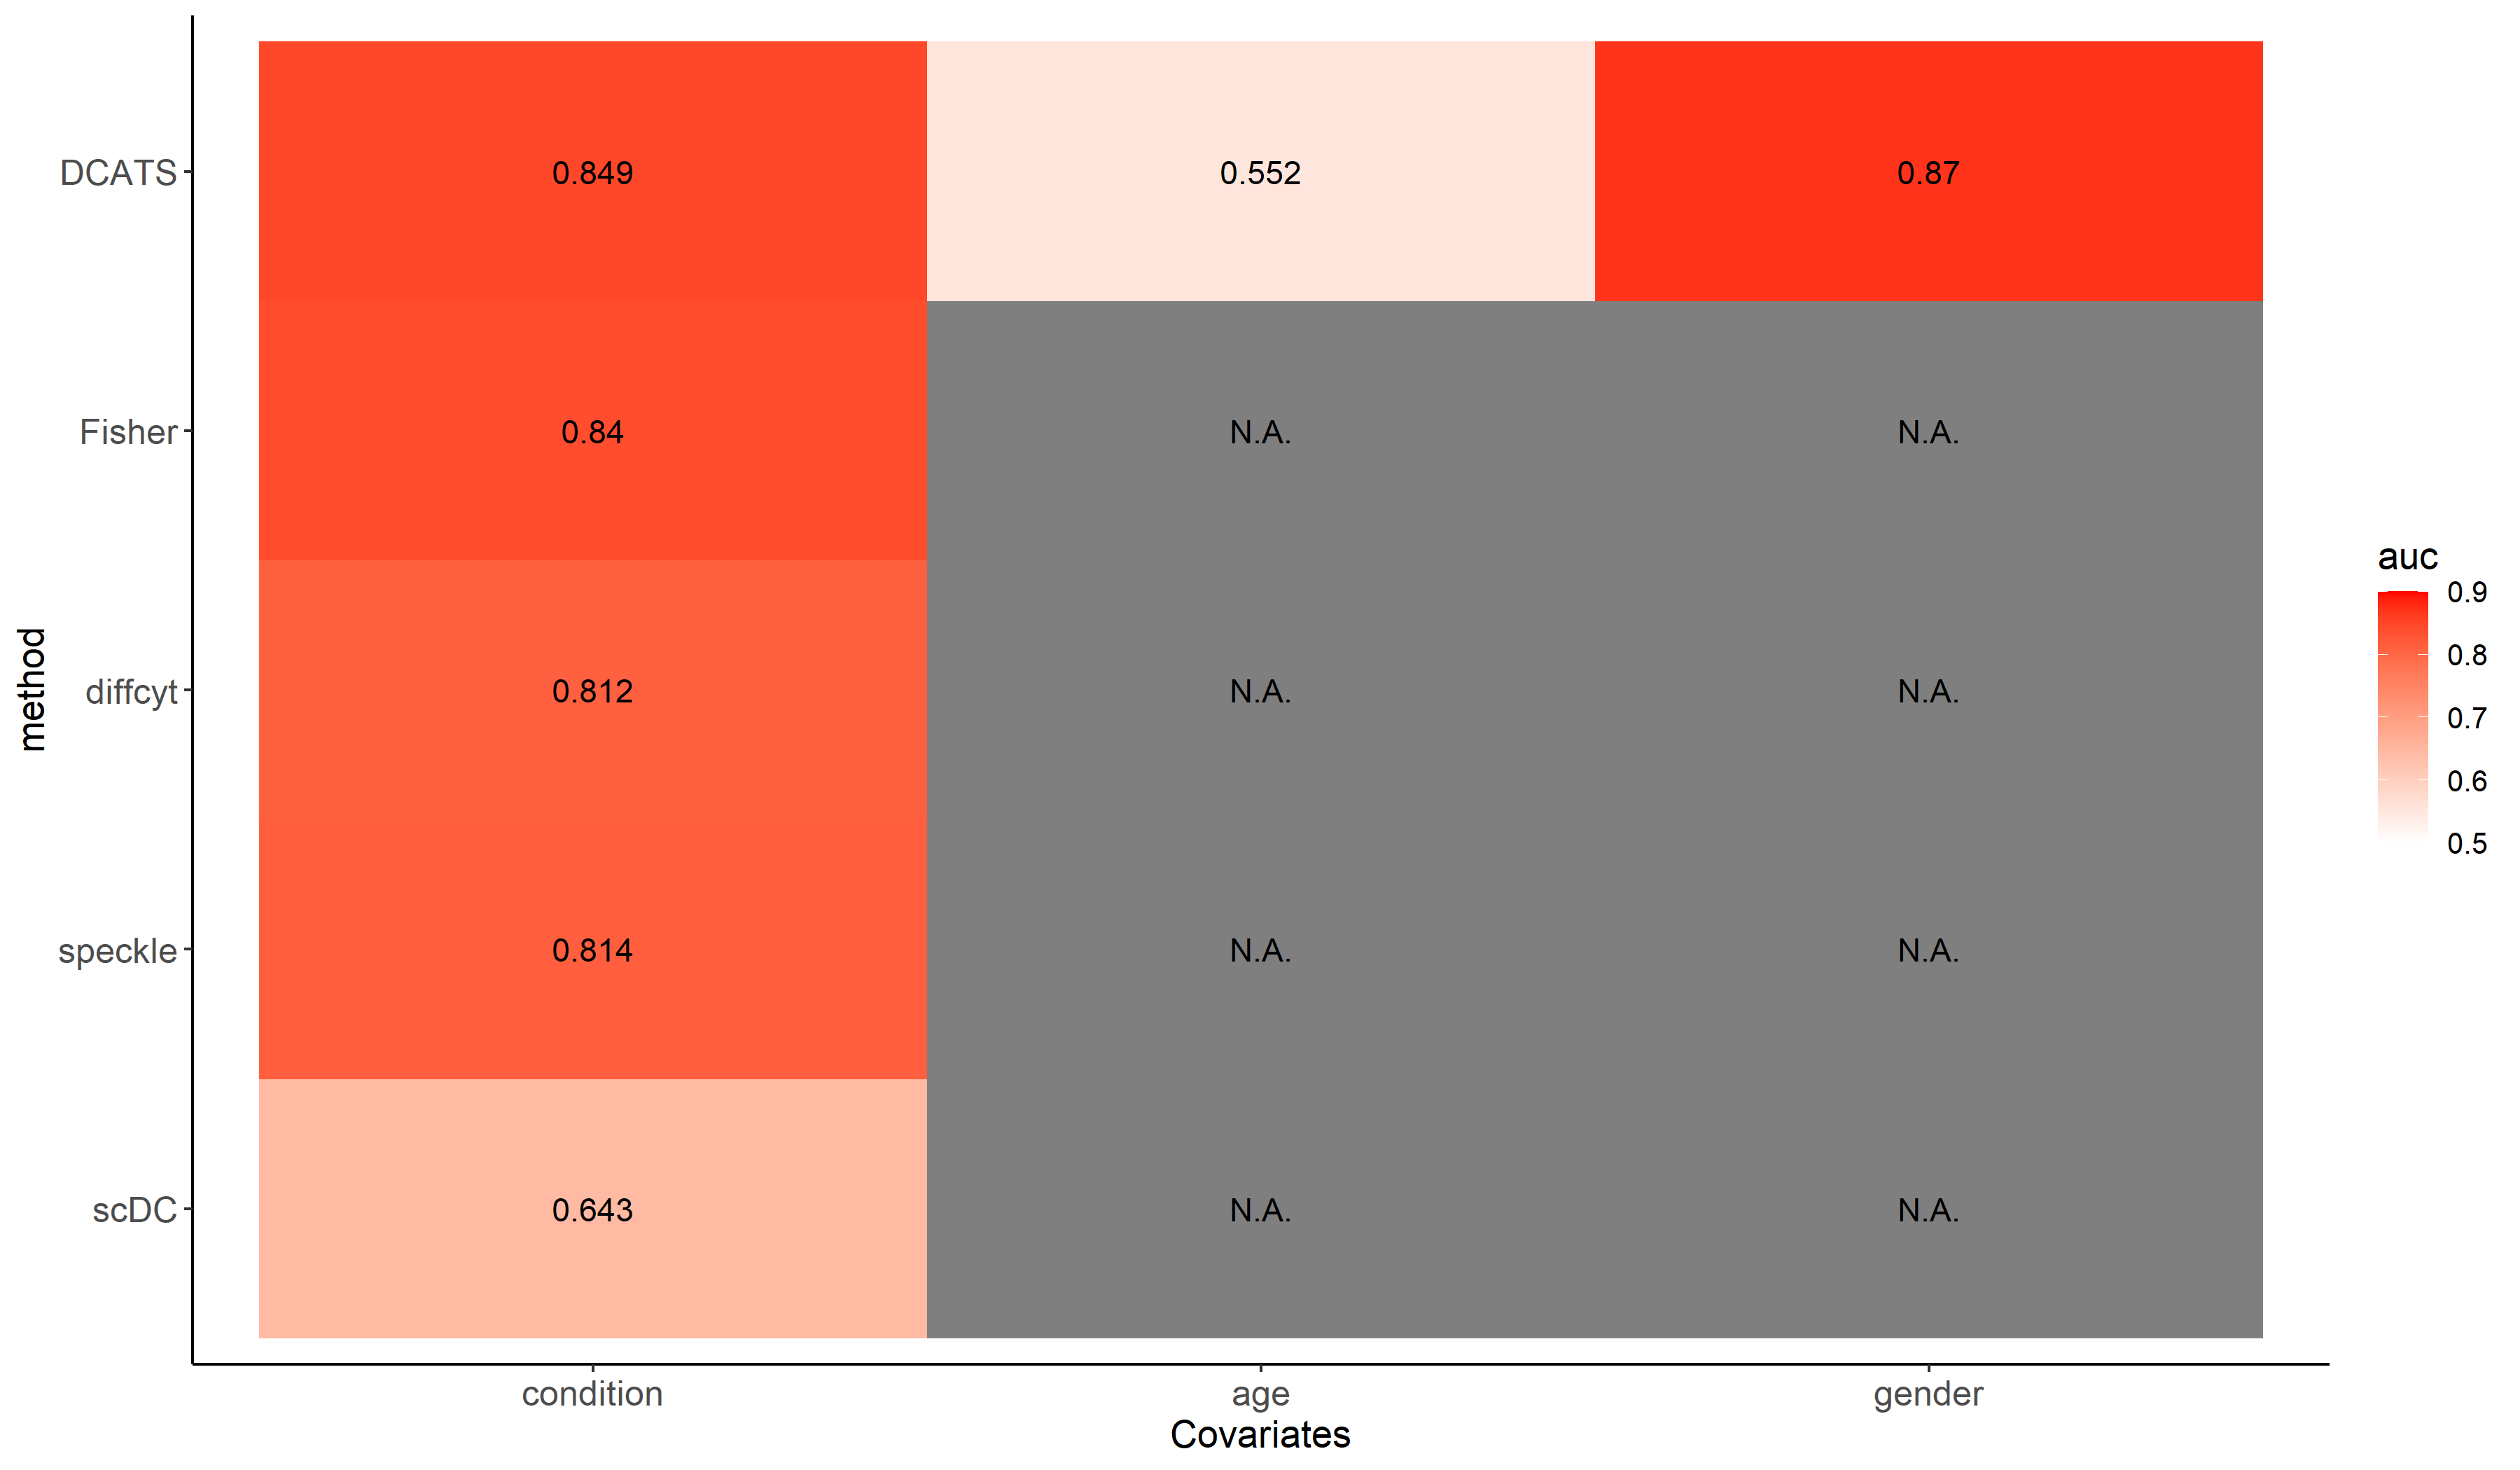 DCATS
0.849
0.552
0.87
Fisher
0.84
N.A.
N.A.
diffcyt
0.812
N.A.
N.A.
speckle
0.814
N.A.
N.A.
scDC
0.643
N.A.
N.A.
method
condition
age
gender
Covariates
auc
0.9
0.8
0.7
0.6
0.5